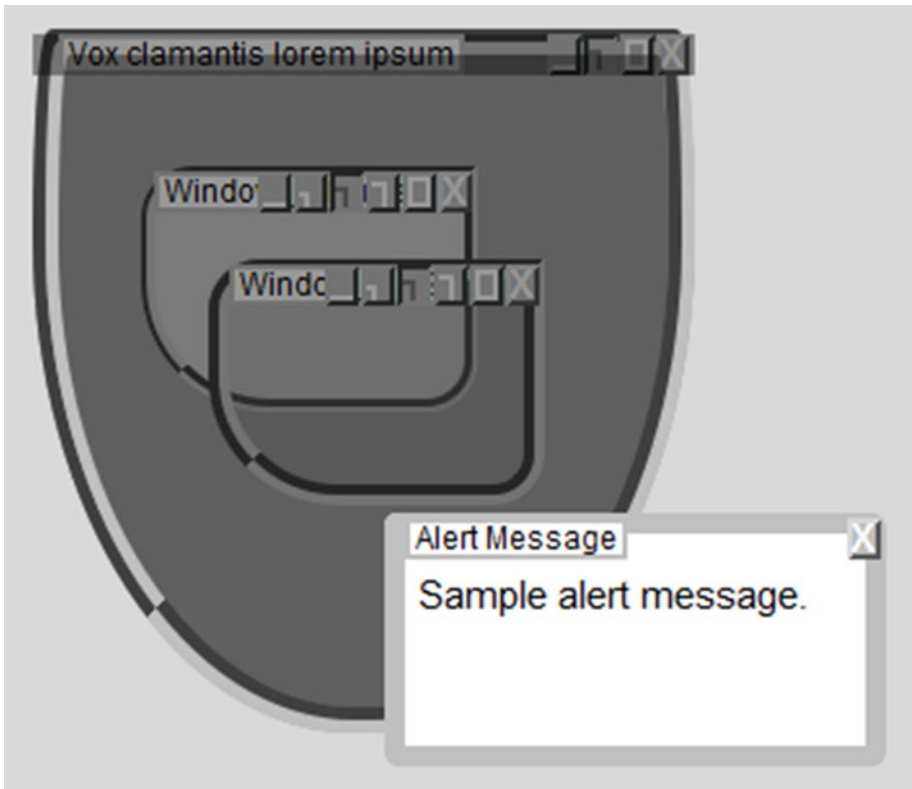 Vox clamantis lorem ipsum
X
Windo
X
Windo
X
Alert Message
X
Sample alert message.